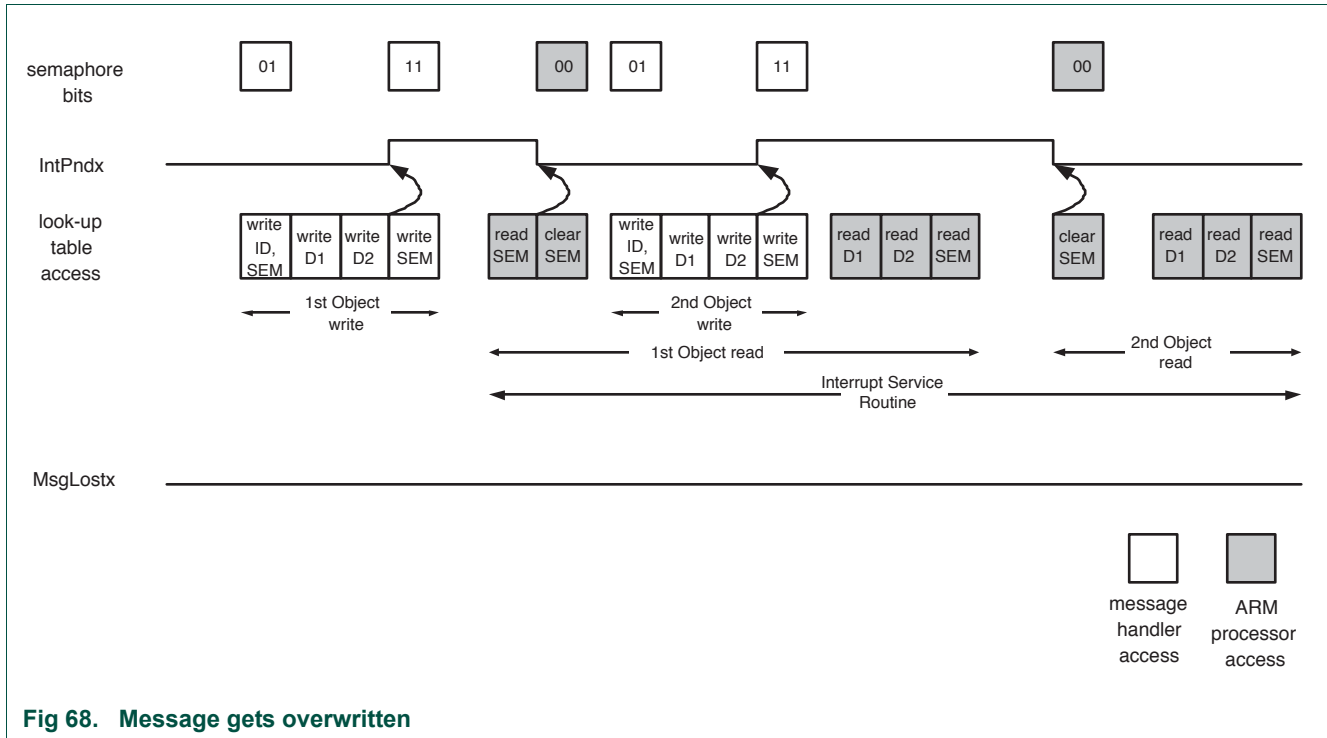 semaphore
bits
01
11
00
01
11
00
IntPndx
look-up
table
access
write
ID,
SEM
write
D1
write
D2
write
SEM
read
SEM
clear
SEM
write
ID,
SEM
write
D1
write
D2
write
SEM
read
D1
read
D2
read
SEM
clear
SEM
read
D1
read
D2
read
SEM
1st Object
write
2nd Object
write
1st Object read
2nd Object
read
Interrupt Service
Routine
MsgLostx
message
handler
access
ARM
processor
access
Fig 68. Message gets overwritten